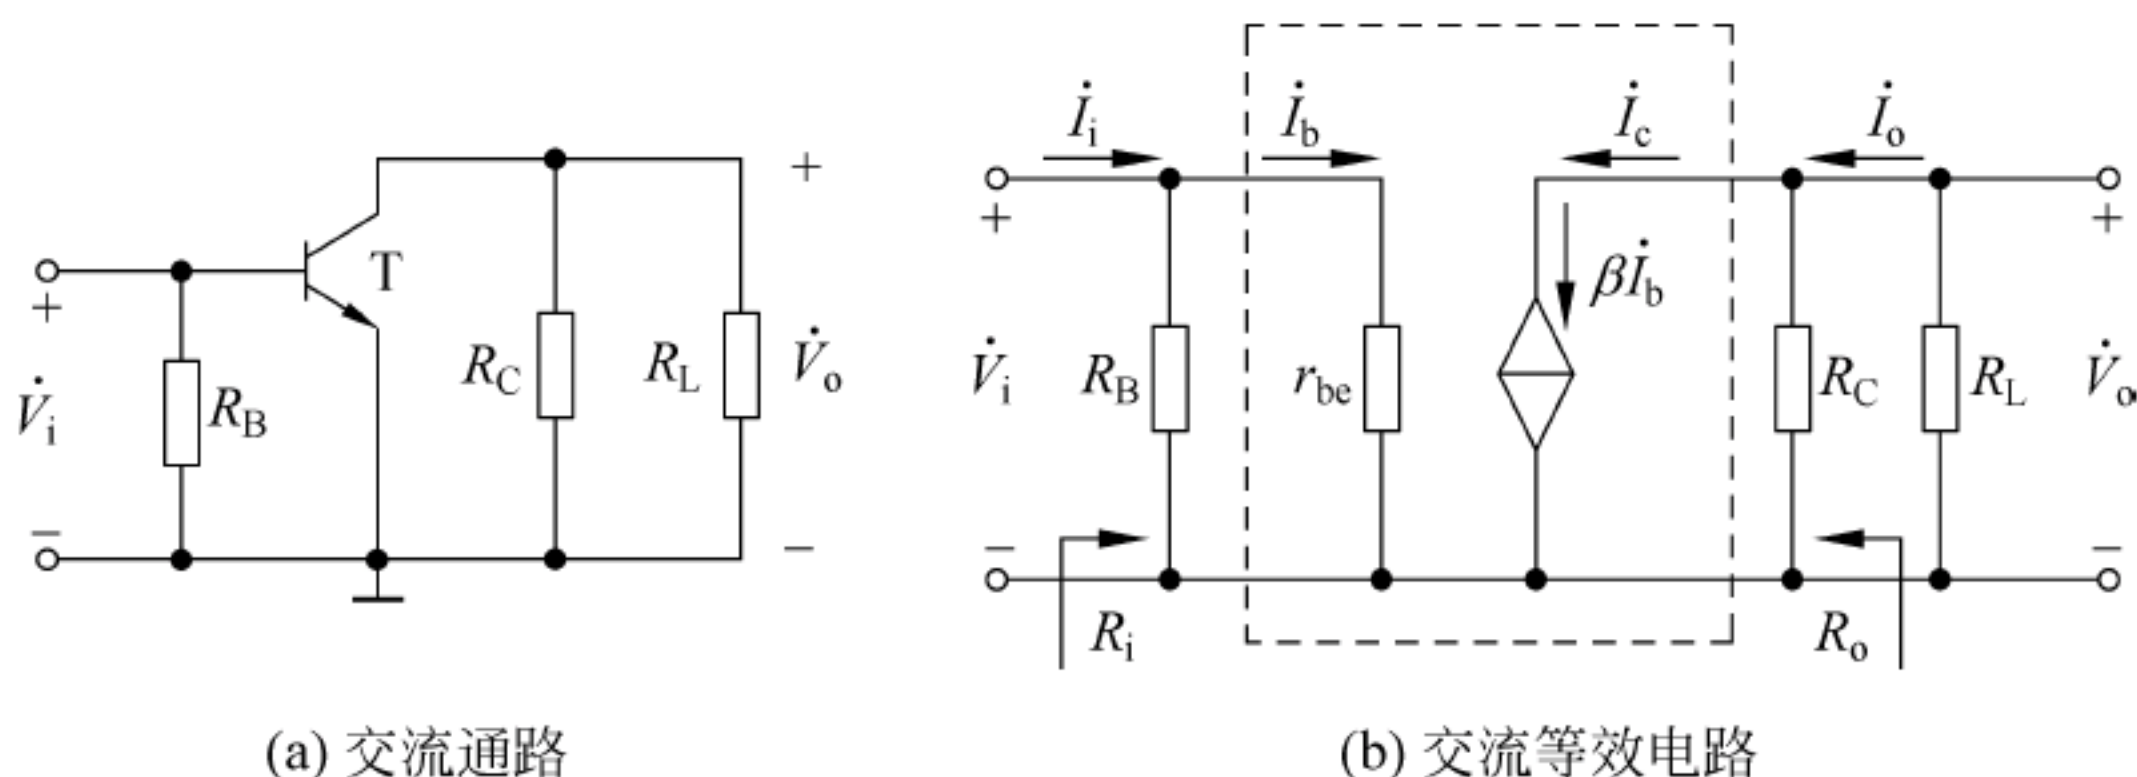 + T + V̇i RB RC RL V̇o − −
(a) 交流通路
İi İb İc İo
+ βİb +
V̇i RB rbe RC RL V̇o
− −
Ri Ro
(b) 交流等效电路